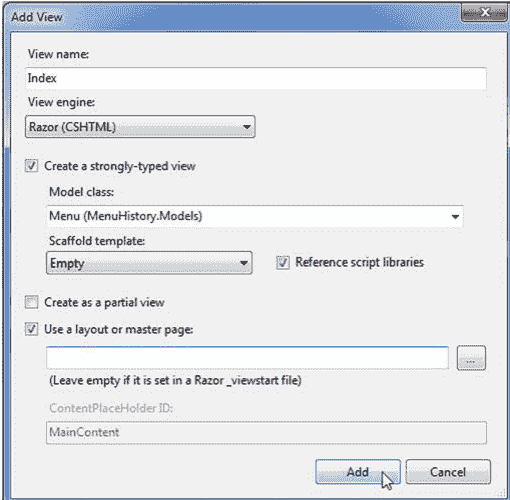 Add View
View name:
Index
View engine:
Razor (CSHTML)
Create a strongly-typed view
Model class:
Menu (MenuHistory.Models)
Scaffold template:
Empty
Reference script libraries
Create as a partial view
Use a layout or master page:
...
(Leave empty if it is set in a Razor _viewstart file)
ContentPlaceHolder ID:
MainContent
Add
Cancel